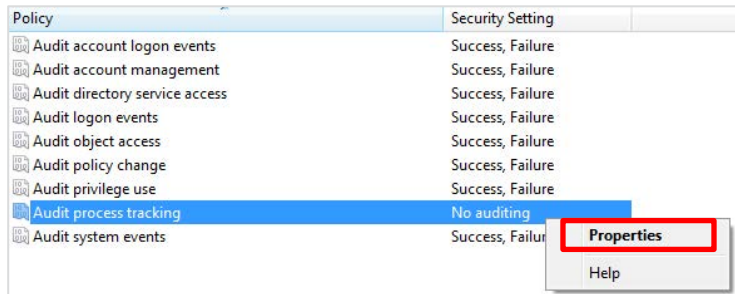 Policy Security Setting
Audit account logon events Success, Failure
Audit account management Success, Failure
Audit directory service access Success, Failure
Audit logon events Success, Failure
Audit object access Success, Failure
Audit policy change Success, Failure
Audit privilege use Success, Failure
Audit process tracking No auditing
Audit system events Success, Failur
Properties
Help